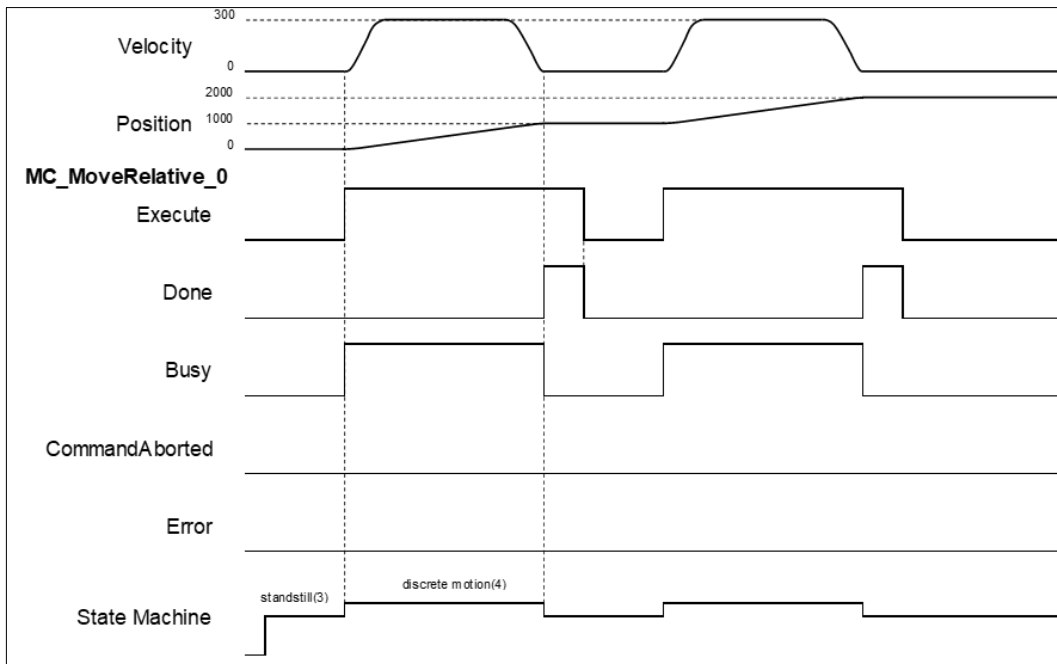 300
Velocity
0
2000
Position
1000
0
MC_MoveRelative_0
Execute
Done
Busy
CommandAborted
Error
standstill(3)
discrete motion(4)
State Machine